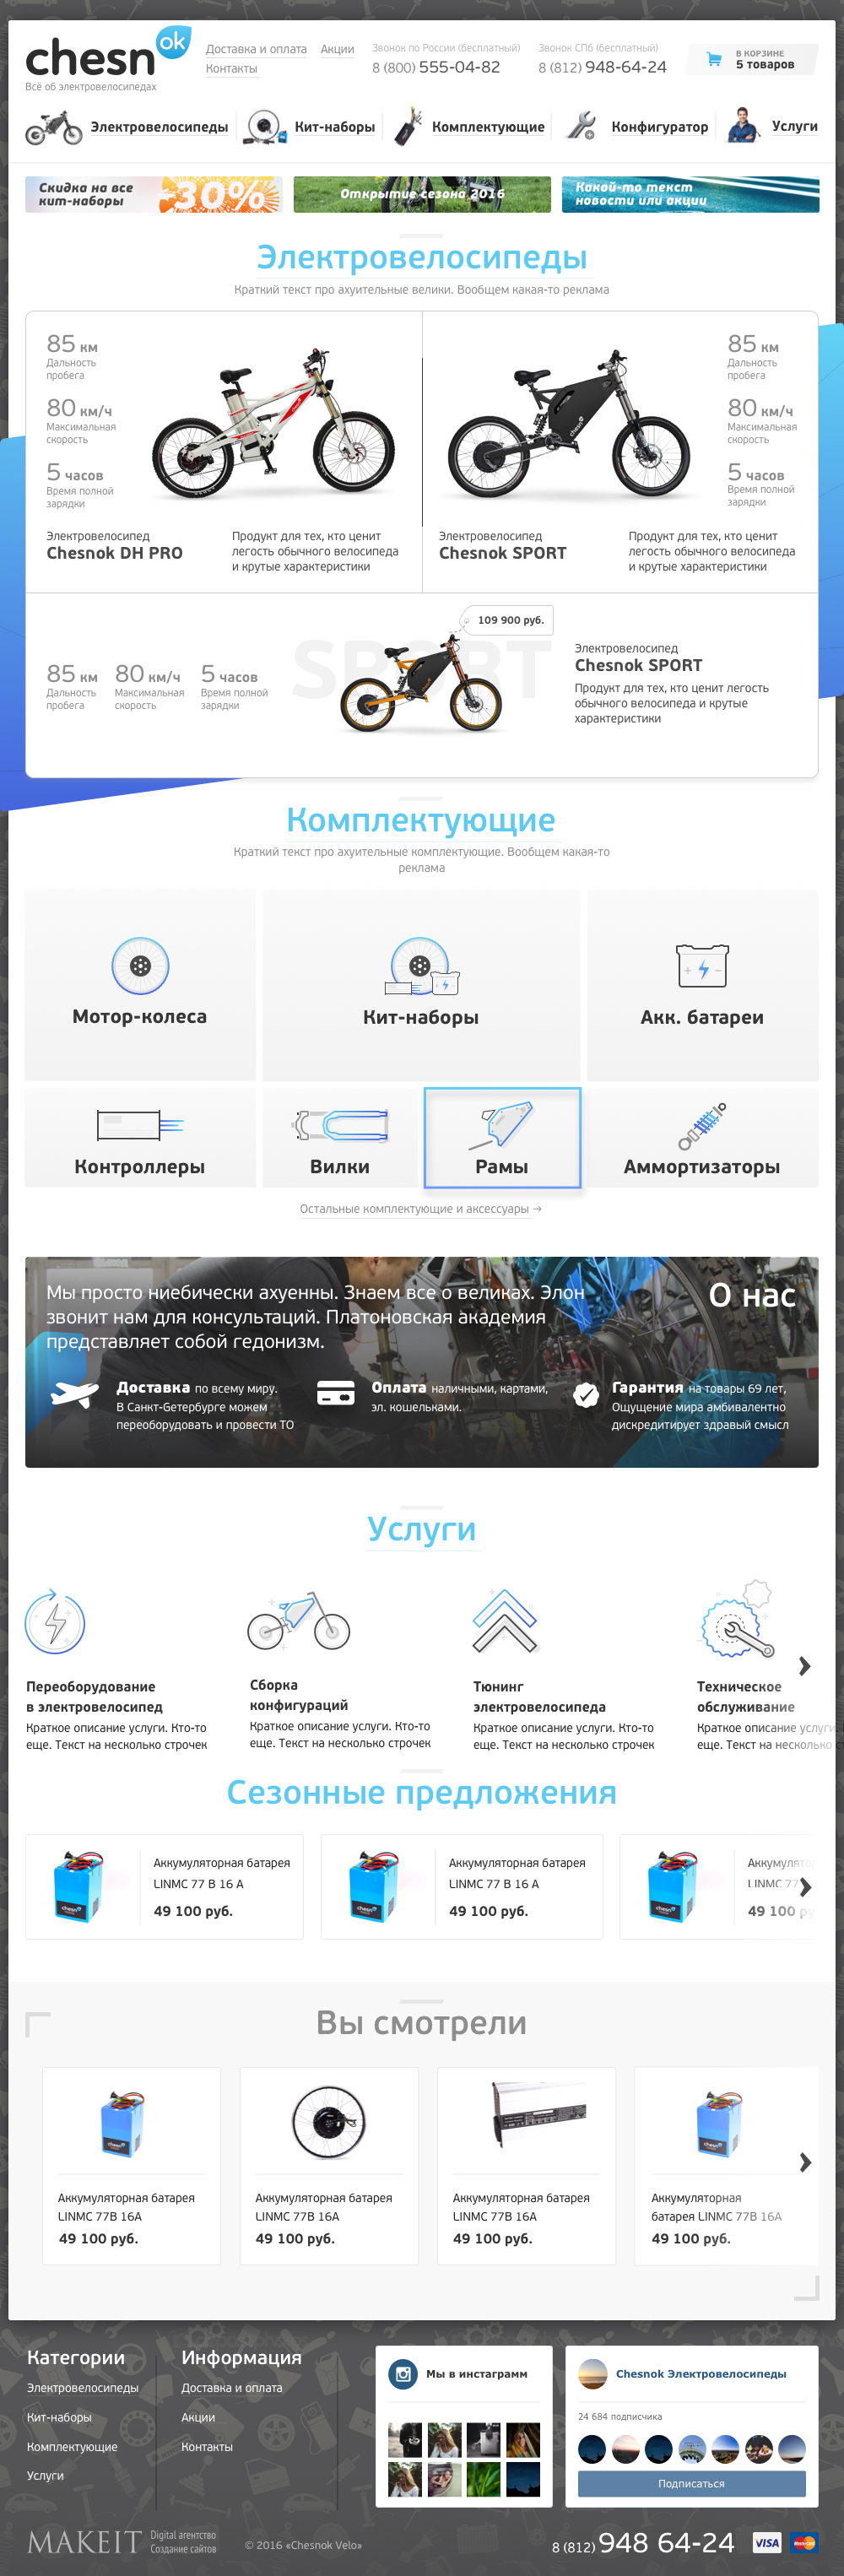 chesnok
Всё об электровелосипедах
Доставка и оплата
Акции
Контакты
Звонок по России (бесплатный)
8 (800) 555-04-82
Звонок СПб (бесплатный)
8 (812) 948-64-24
В КОРЗИНЕ
5 товаров
Электровелосипеды
Кит-наборы
Комплектующие
Конфигуратор
Услуги
Скидка на все
кит-наборы
30%
Открытие сезона 2016
Какой-то текст
новости или акции
Электровелосипеды
Краткий текст про ахуительные велики. Вообщем какая-то реклама
85 км
Дальность
пробега
80 км/ч
Максимальная
скорость
5 часов
Время полной
зарядки
Электровелосипед
Chesnok DH PRO
Продукт для тех, кто ценит
легость обычного велосипеда
и крутые характеристики
85 км
Дальность
пробега
80 км/ч
Максимальная
скорость
5 часов
Время полной
зарядки
chesnok
Электровелосипед
Chesnok SPORT
Продукт для тех, кто ценит
легость обычного велосипеда
и крутые характеристики
85 км
Дальность
пробега
80 км/ч
Максимальная
скорость
5 часов
Время полной
зарядки
SPORT
109 900 руб.
Электровелосипед
Chesnok SPORT
Продукт для тех, кто ценит легость
обычного велосипеда и крутые
характеристики
Комплектующие
Краткий текст про ахуительные комплектующие. Вообщем какая-то
реклама
Мотор-колеса
Кит-наборы
Акк. батареи
Контроллеры
Вилки
Рамы
Аммортизаторы
Остальные комплектующие и аксессуары →
Мы просто ниебически ахуенны. Знаем все о великах. Элон
звонит нам для консультаций. Платоновская академия
представляет собой гедонизм.
О нас
Доставка по всему миру.
В Санкт-Gетербурге можем
переоборудовать и провести ТО
Оплата наличными, картами,
эл. кошельками.
Гарантия на товары 69 лет,
Ощущение мира амбивалентно
дискредитирует здравый смысл
Услуги
Переоборудование
в электровелосипед
Краткое описание услуги. Кто-то
еще. Текст на несколько строчек
Сборка
конфигураций
Краткое описание услуги. Кто-то
еще. Текст на несколько строчек
Тюнинг
электровелосипеда
Краткое описание услуги. Кто-то
еще. Текст на несколько строчек
Техническое
обслуживание
Краткое описание услуги.
еще. Текст на несколько
Сезонные предложения
Аккумуляторная батарея
LINMC 77 В 16 А
49 100 руб.
Аккумуляторная батарея
LINMC 77 В 16 А
49 100 руб.
LINMC 77
49 100
Вы смотрели
Аккумуляторная батарея
LINMC 77В 16А
49 100 руб.
Аккумуляторная батарея
LINMC 77В 16А
49 100 руб.
Аккумуляторная батарея
LINMC 77В 16А
49 100 руб.
Аккумуляторная
батарея LINMC 77В 16А
49 100 руб.
Категории
Электровелосипеды
Кит-наборы
Комплектующие
Услуги
Информация
Доставка и оплата
Акции
Контакты
Мы в инстаграмм
Chesnok Электровелосипеды
24 684 подписчика
Подписаться
MAKEIT
Digital агентство
Создание сайтов
© 2016 «Chesnok Velo»
8 (812) 948 64-24
VISA
MasterCard